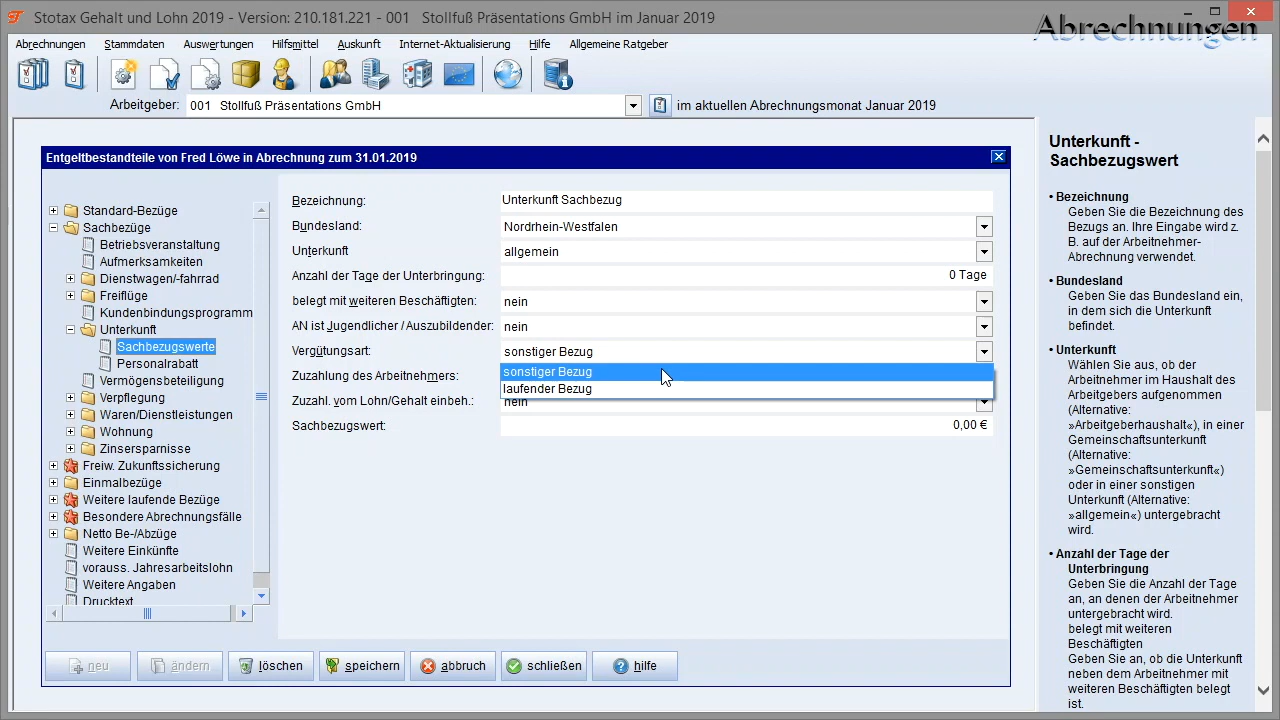 Stotax Gehalt und Lohn 2019 - Version: 210.181.221 - 001 Stollfuß Präsentations GmbH im Januar 2019
Abrechnungen
Abrechnungen Stammdaten Auswertungen Hilfsmittel Auskunft Internet-Aktualisierung Hilfe Allgemeine Ratgeber
Arbeitgeber: 001 Stollfuß Präsentations GmbH im aktuellen Abrechnungsmonat Januar 2019
Entgeltbestandteile von Fred Löwe in Abrechnung zum 31.01.2019
Standard-Bezüge
Sachbezüge
Betriebsveranstaltung
Aufmerksamkeiten
Dienstwagen/-fahrrad
Freiflüge
Kundenbindungsprogramm
Unterkunft
Sachbezugswerte
Personalrabatt
Vermögensbeteiligung
Verpflegung
Waren/Dienstleistungen
Wohnung
Zinsersparnisse
Freiw. Zukunftssicherung
Einmalbezüge
Weitere laufende Bezüge
Besondere Abrechnungsfälle
Netto Be-/Abzüge
Weitere Einkünfte
vorauss. Jahresarbeitslohn
Weitere Angaben
Drucktext
Bezeichnung: Unterkunft Sachbezug
Bundesland: Nordrhein-Westfalen
Unterkunft allgemein
Anzahl der Tage der Unterbringung: 0 Tage
belegt mit weiteren Beschäftigten: nein
AN ist Jugendlicher / Auszubildender: nein
Vergütungsart: sonstiger Bezug
sonstiger Bezug
laufender Bezug
Zuzahlung des Arbeitnehmers:
Zuzahl. vom Lohn/Gehalt einbeh.: nein
Sachbezugswert: 0,00 €
neu ändern löschen speichern abbruch schließen hilfe
Unterkunft -
Sachbezugswert
• Bezeichnung
Geben Sie die Bezeichnung des
Bezugs an. Ihre Eingabe wird z.
B. auf der Arbeitnehmer-
Abrechnung verwendet.
• Bundesland
Geben Sie das Bundesland ein,
in dem sich die Unterkunft
befindet.
• Unterkunft
Wählen Sie aus, ob der
Arbeitnehmer im Haushalt des
Arbeitgebers aufgenommen
(Alternative:
»Arbeitgeberhaushalt«), in einer
Gemeinschaftsunterkunft
(Alternative:
»Gemeinschaftsunterkunft«)
oder in einer sonstigen
Unterkunft (Alternative:
»allgemein«) untergebracht
wird.
• Anzahl der Tage der
Unterbringung
Geben Sie die Anzahl der Tage
an, an denen der Arbeitnehmer
untergebracht wird.
belegt mit weiteren
Beschäftigten
Geben Sie an, ob die Unterkunft
neben dem Arbeitnehmer mit
weiteren Beschäftigten belegt
ist.